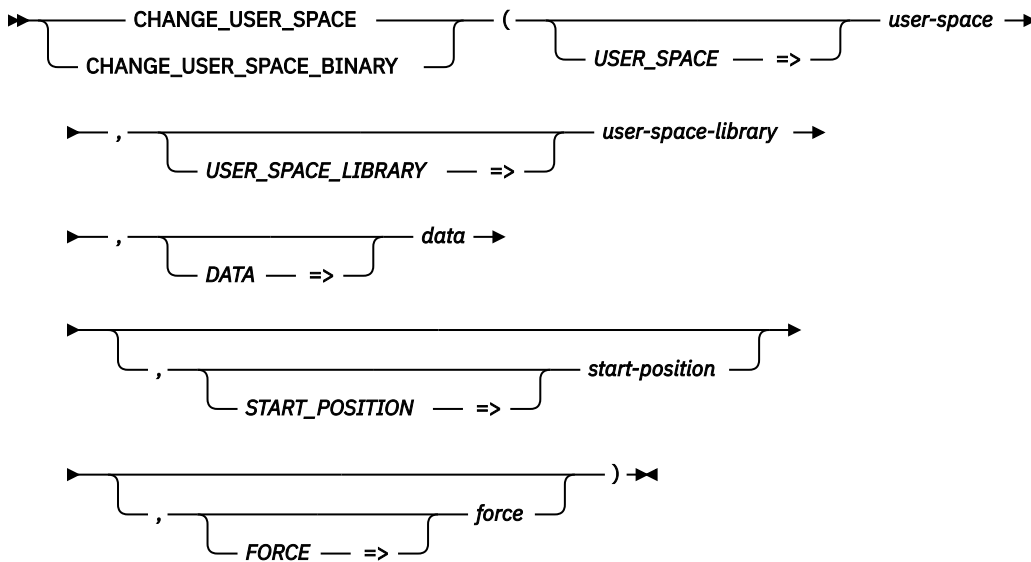 CHANGE_USER_SPACE ( user-space
CHANGE_USER_SPACE_BINARY USER_SPACE =>
, user-space-library
USER_SPACE_LIBRARY =>
, data
DATA =>
, start-position
START_POSITION =>
)
, force
FORCE =>